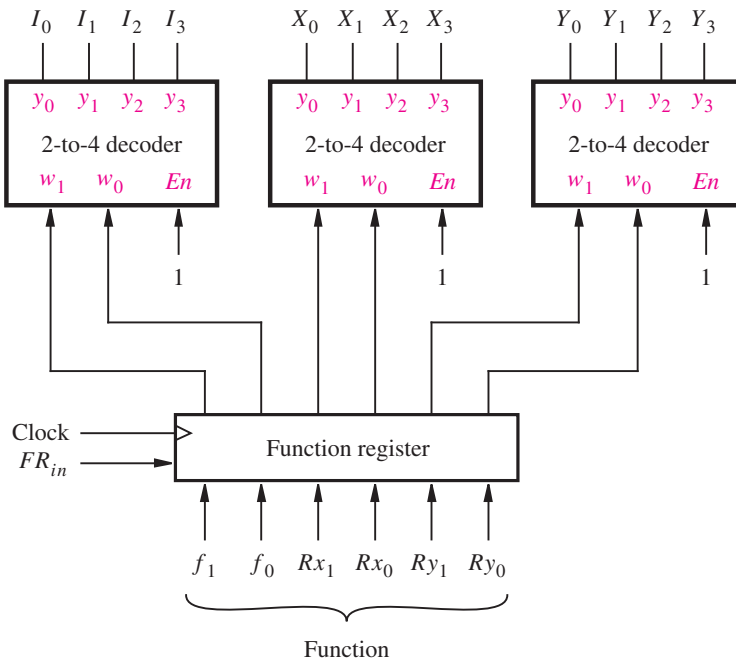 I0 I1 I2 I3 X0 X1 X2 X3 Y0 Y1 Y2 Y3
y0 y1 y2 y3 y0 y1 y2 y3 y0 y1 y2 y3
2-to-4 decoder 2-to-4 decoder 2-to-4 decoder
w1 w0 En w1 w0 En w1 w0 En
1 1 1
Clock
Function register
FRin
f1 f0 Rx1 Rx0 Ry1 Ry0
Function